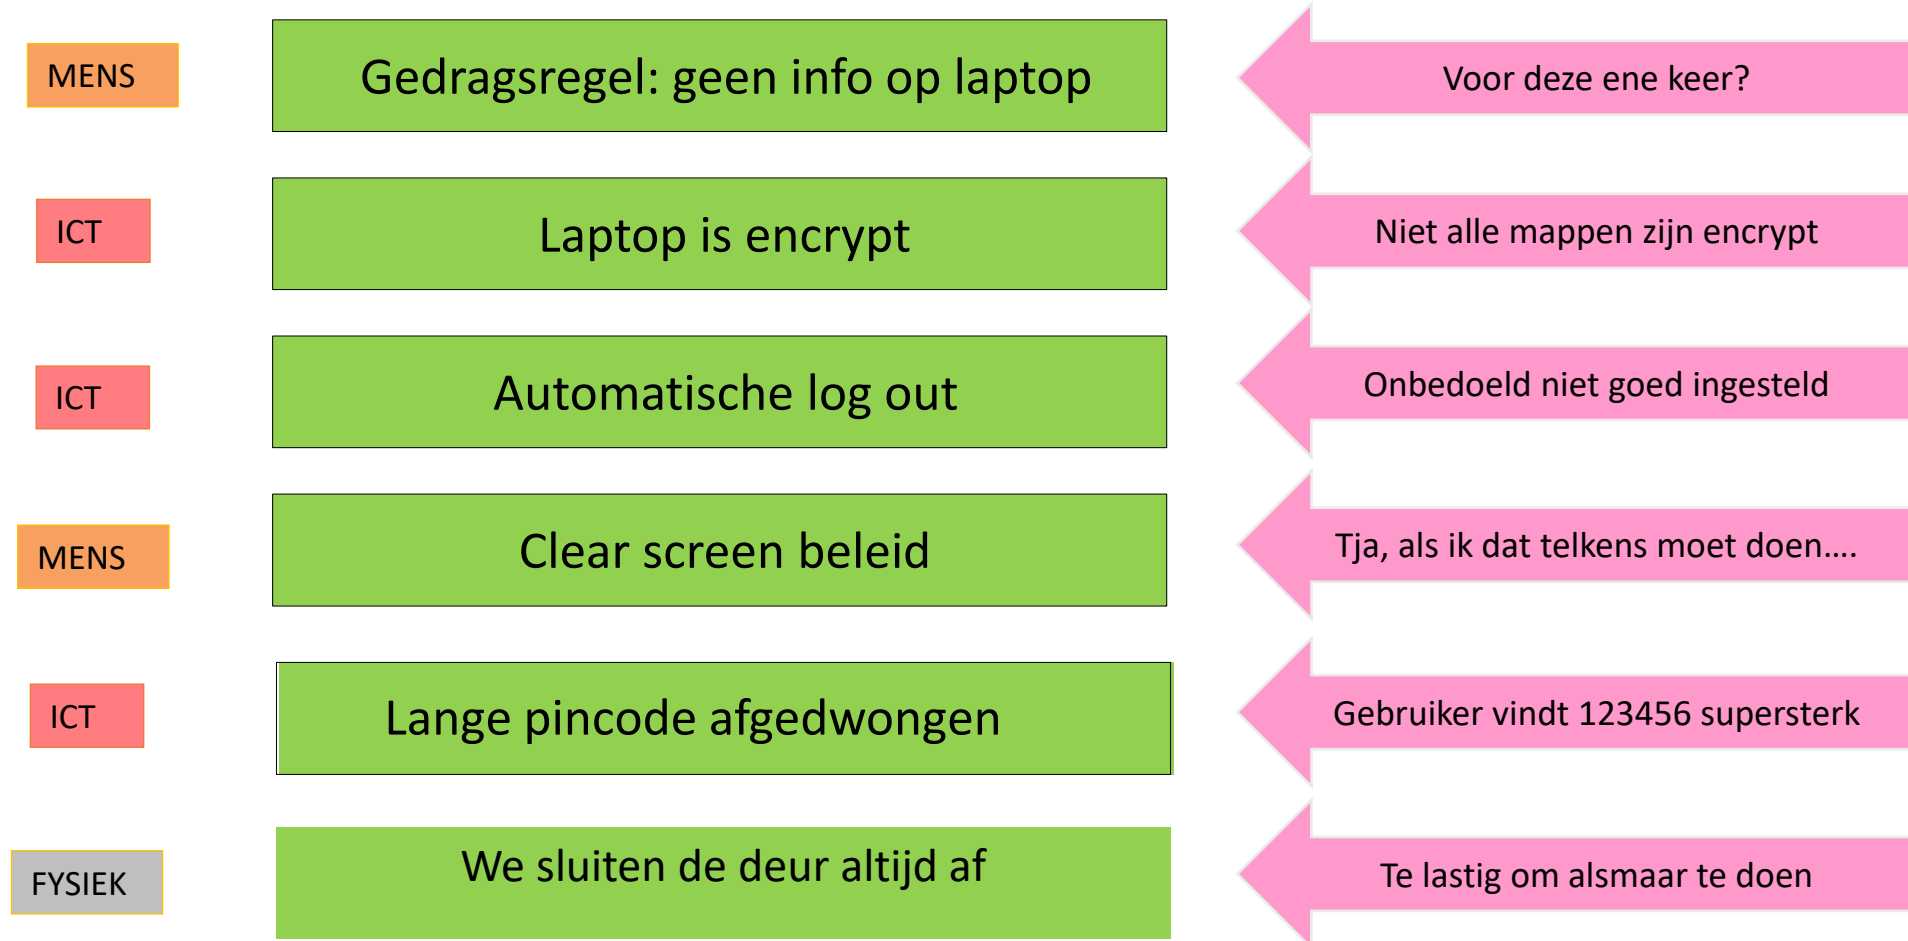 MENS
Gedragsregel: geen info op laptop
Voor deze ene keer?
ICT
Laptop is encrypt
Niet alle mappen zijn encrypt
ICT
Automatische log out
Onbedoeld niet goed ingesteld
MENS
Clear screen beleid
Tja, als ik dat telkens moet doen....
ICT
Lange pincode afgedwongen
Gebruiker vindt 123456 supersterk
FYSIEK
We sluiten de deur altijd af
Te lastig om alsmaar te doen